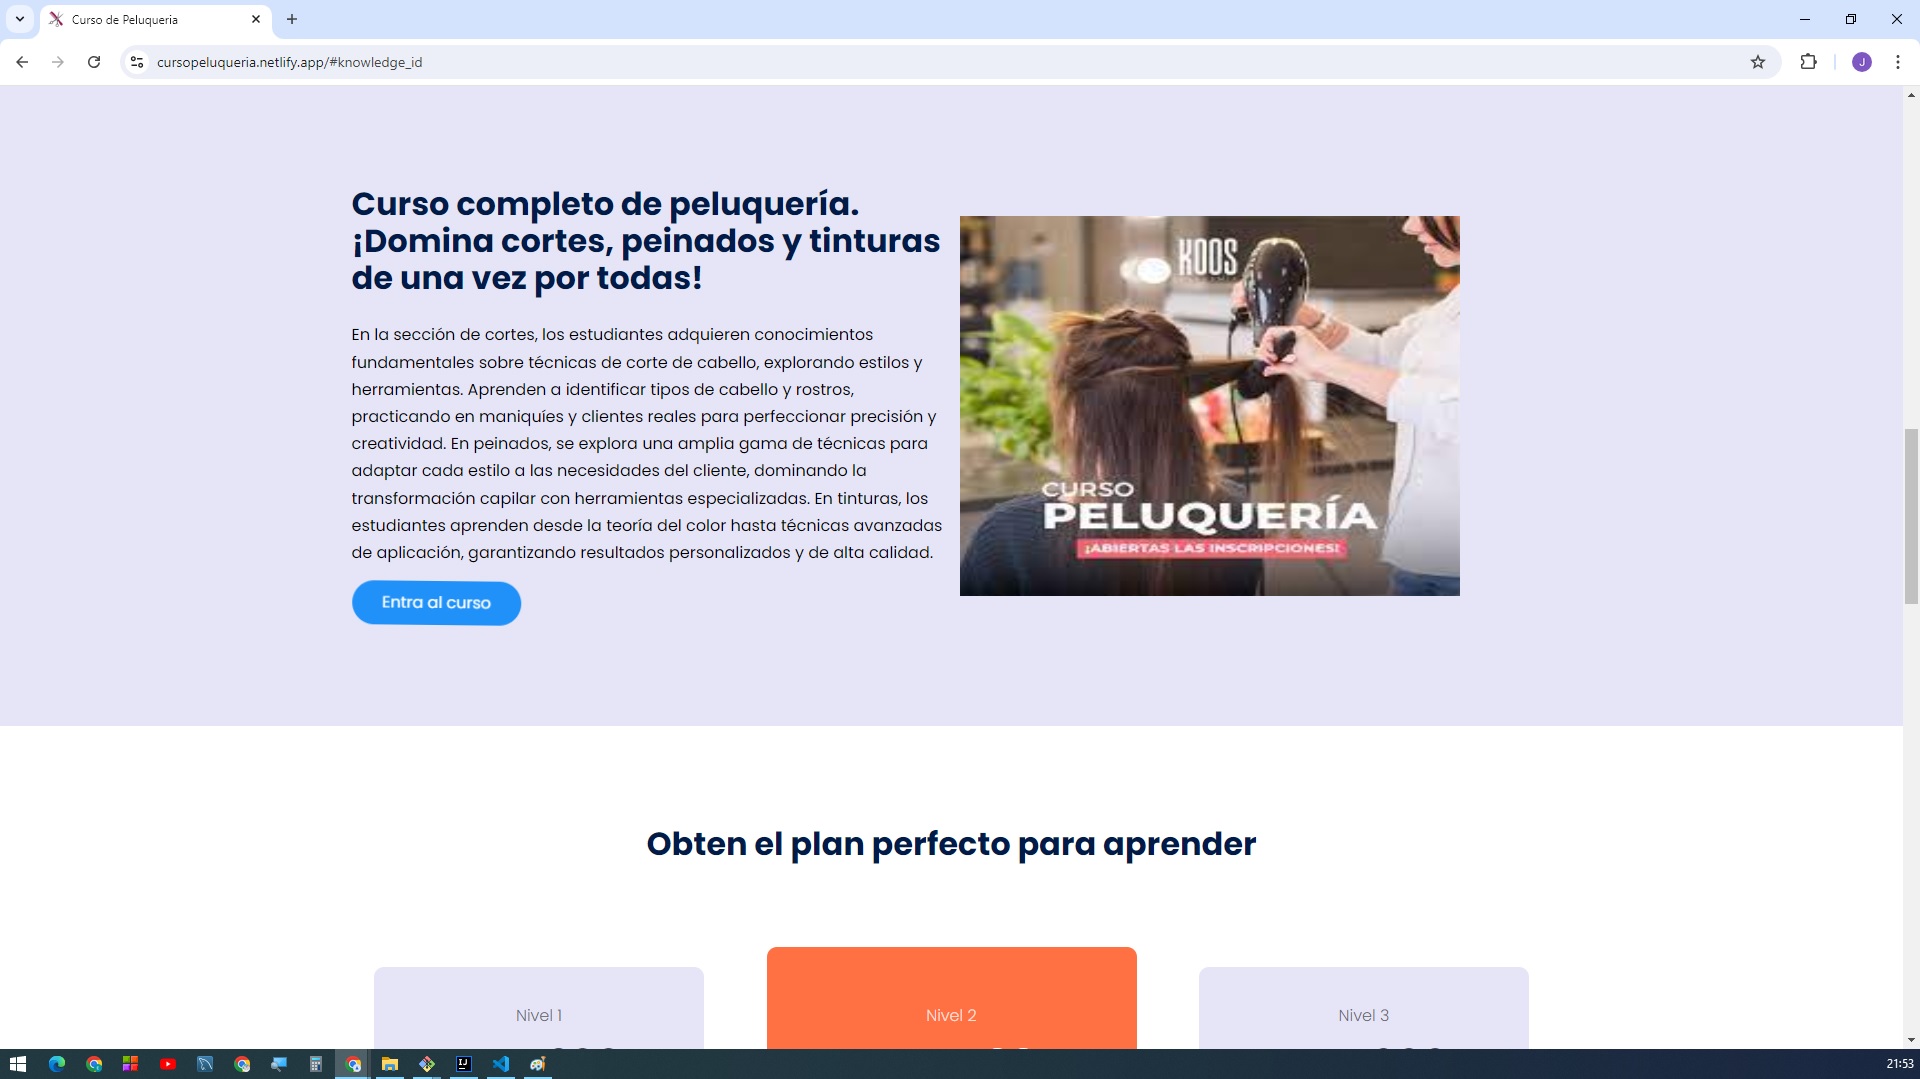 Curso de Peluqueria
cursopeluqueria.netlify.app/#knowledge_id
J
Curso completo de peluquería.
¡Domina cortes, peinados y tinturas
de una vez por todas!
En la sección de cortes, los estudiantes adquieren conocimientos
fundamentales sobre técnicas de corte de cabello, explorando estilos y
herramientas. Aprenden a identificar tipos de cabello y rostros,
practicando en maniquíes y clientes reales para perfeccionar precisión y
creatividad. En peinados, se explora una amplia gama de técnicas para
adaptar cada estilo a las necesidades del cliente, dominando la
transformación capilar con herramientas especializadas. En tinturas, los
estudiantes aprenden desde la teoría del color hasta técnicas avanzadas
de aplicación, garantizando resultados personalizados y de alta calidad.
Entra al curso
KOOS
CURSO
PELUQUERÍA
¡ABIERTAS LAS INSCRIPCIONES!
Obten el plan perfecto para aprender
Nivel 1
Nivel 2
Nivel 3
IJ
21:53